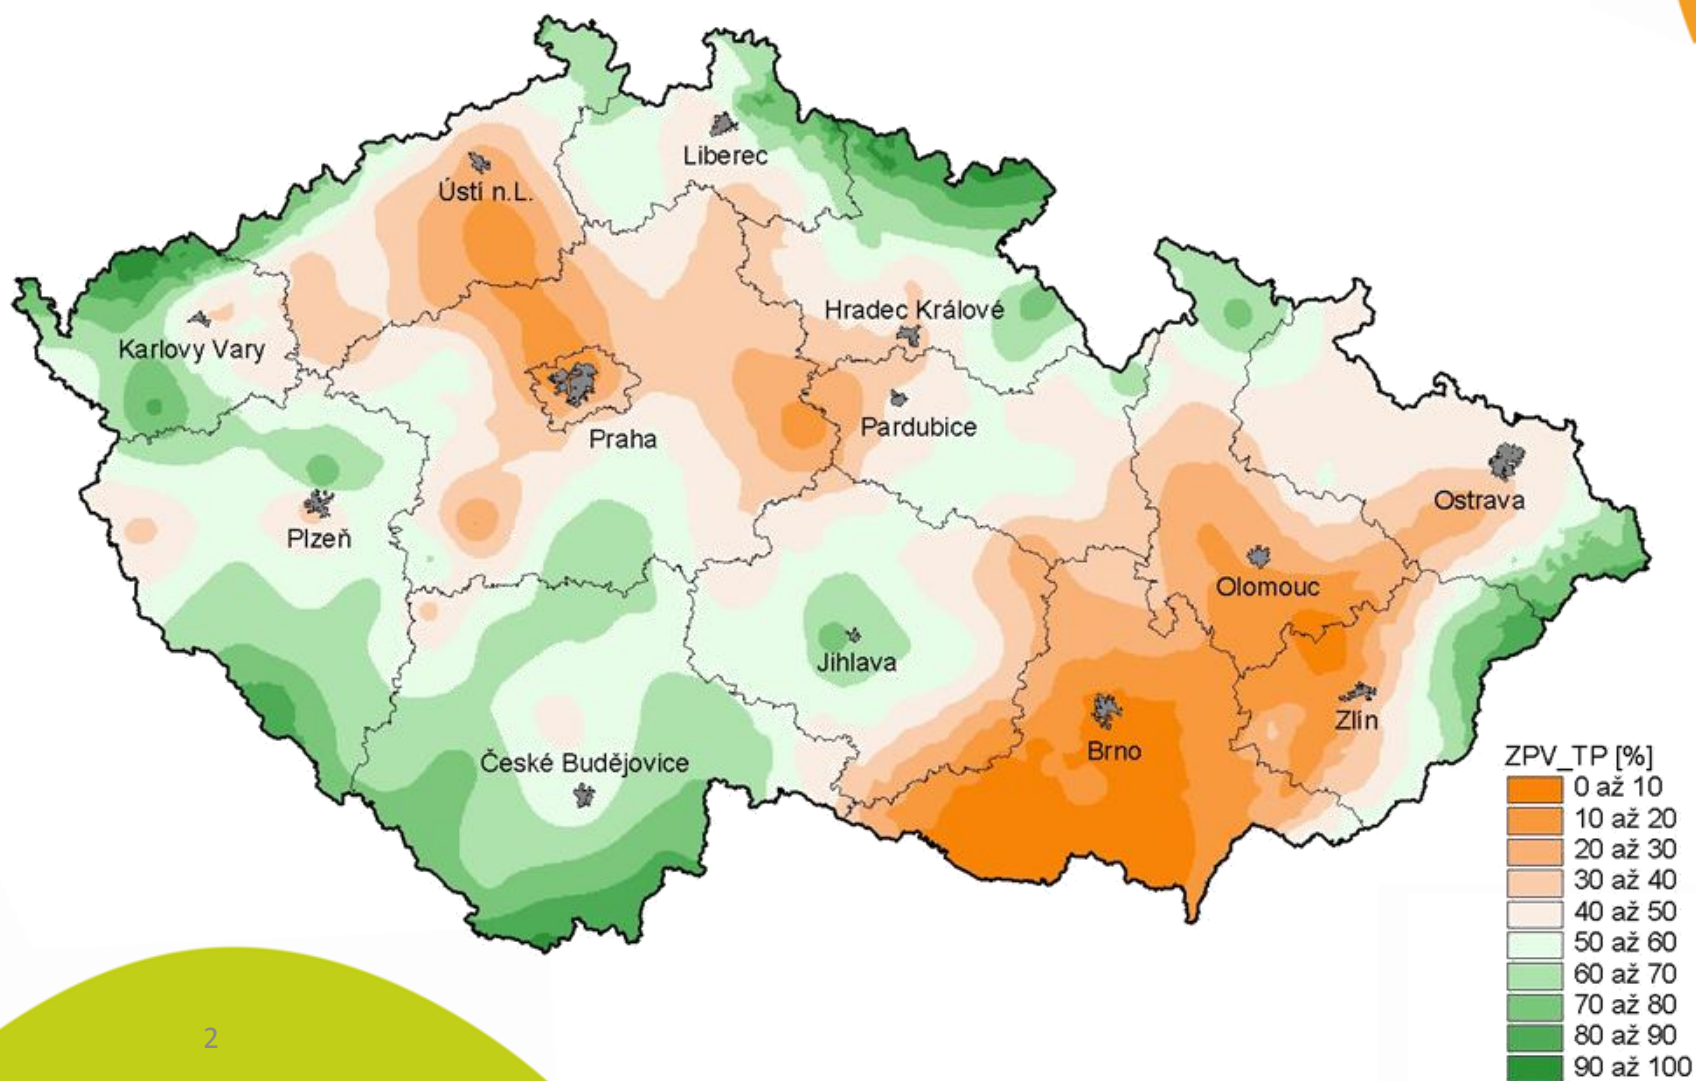 Liberec
Ústí n.L.
Hradec Králové
Karlovy Vary
Praha
Pardubice
Plzeň
Ostrava
Olomouc
Jihlava
Zlín
Brno
České Budějovice
ZPV_TP [%]
0 až 10
10 až 20
20 až 30
30 až 40
40 až 50
50 až 60
60 až 70
70 až 80
80 až 90
90 až 100
2